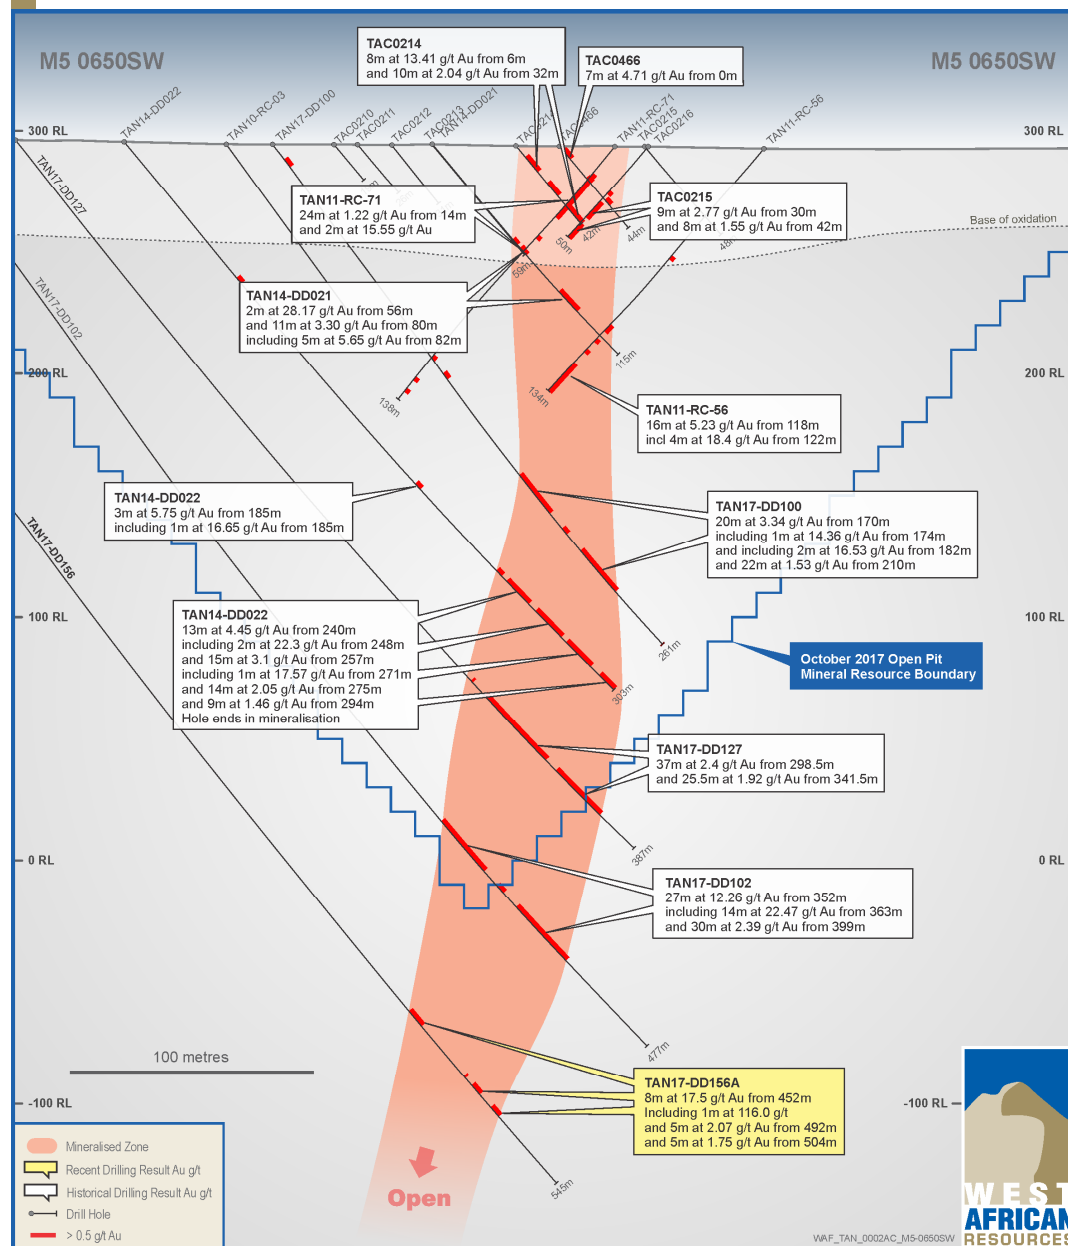 M5 0650SW
M5 0650SW
TAC0214
8m at 13.41 g/t Au from 6m
and 10m at 2.04 g/t Au from 32m
TAC0466
7m at 4.71 g/t Au from 0m
300 RL
300 RL
TAN14-DD022
TAN10-RC-03
TAN17-DD100
TAC0210
TAC0211
TAC0212
TAC0213
TAN14-DD021
TAN11-RC-71
TAC0215
TAC0216
TAN11-RC-56
TAN17-DD127
TAN11-RC-71
24m at 1.22 g/t Au from 14m
and 2m at 15.55 g/t Au
TAC0215
9m at 2.77 g/t Au from 30m
and 8m at 1.55 g/t Au from 42m
50m
42m
44m
59m
Base of oxidation
TAN17-DD102
TAN14-DD021
2m at 28.17 g/t Au from 56m
and 11m at 3.30 g/t Au from 80m
including 5m at 5.65 g/t Au from 82m
115m
134m
138m
200 RL
200 RL
TAN11-RC-56
16m at 5.23 g/t Au from 118m
incl 4m at 18.4 g/t Au from 122m
TAN14-DD022
3m at 5.75 g/t Au from 185m
including 1m at 16.65 g/t Au from 185m
TAN17-DD100
20m at 3.34 g/t Au from 170m
including 1m at 14.36 g/t Au from 174m
and including 2m at 16.53 g/t Au from 182m
and 22m at 1.53 g/t Au from 210m
TAN17-DD156
100 RL
100 RL
TAN14-DD022
13m at 4.45 g/t Au from 240m
including 2m at 22.3 g/t Au from 248m
and 15m at 3.1 g/t Au from 257m
including 1m at 17.57 g/t Au from 271m
and 14m at 2.05 g/t Au from 275m
and 9m at 1.46 g/t Au from 294m
Hole ends in mineralisation
261m
303m
October 2017 Open Pit
Mineral Resource Boundary
TAN17-DD127
37m at 2.4 g/t Au from 298.5m
and 25.5m at 1.92 g/t Au from 341.5m
387m
0 RL
0 RL
TAN17-DD102
27m at 12.26 g/t Au from 352m
including 14m at 22.47 g/t Au from 363m
and 30m at 2.39 g/t Au from 399m
477m
100 metres
TAN17-DD156A
8m at 17.5 g/t Au from 452m
Including 1m at 116.0 g/t
and 5m at 2.07 g/t Au from 492m
and 5m at 1.75 g/t Au from 504m
-100 RL
-100 RL
545m
Open
Mineralised Zone
Recent Drilling Result Au g/t
Historical Drilling Result Au g/t
Drill Hole
> 0.5 g/t Au
WEST
AFRICAN
RESOURCES
WAF_TAN_0002AC_M5-0650SW